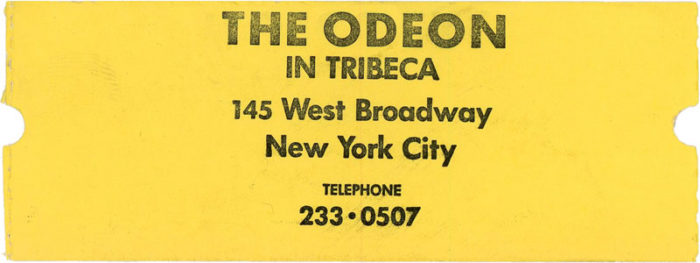 THE ODEON
IN TRIBECA
145 West Broadway
New York City
TELEPHONE
233•0507